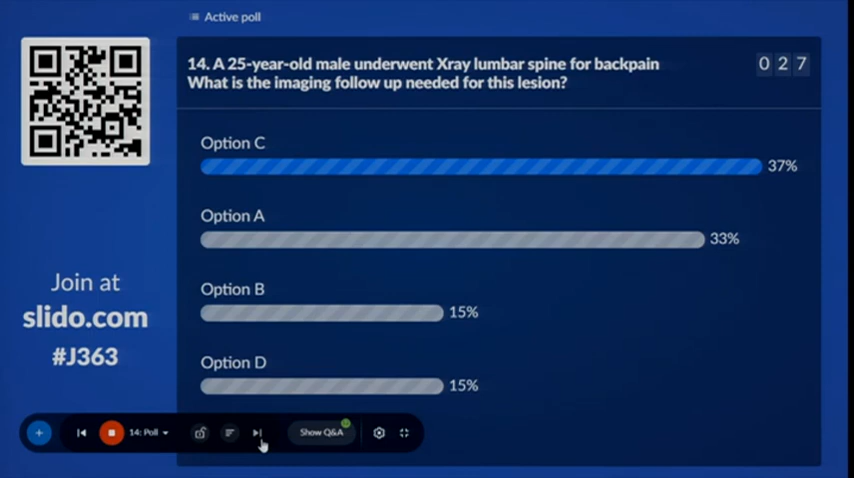 Active poll
14. A 25-year-old male underwent Xray lumbar spine for backpain
What is the imaging follow up needed for this lesion?
0 2 7
Option C
37%
Option A
33%
Option B
15%
Option D
15%
Join at
slido.com
#J363
14: Poll
Show Q&A